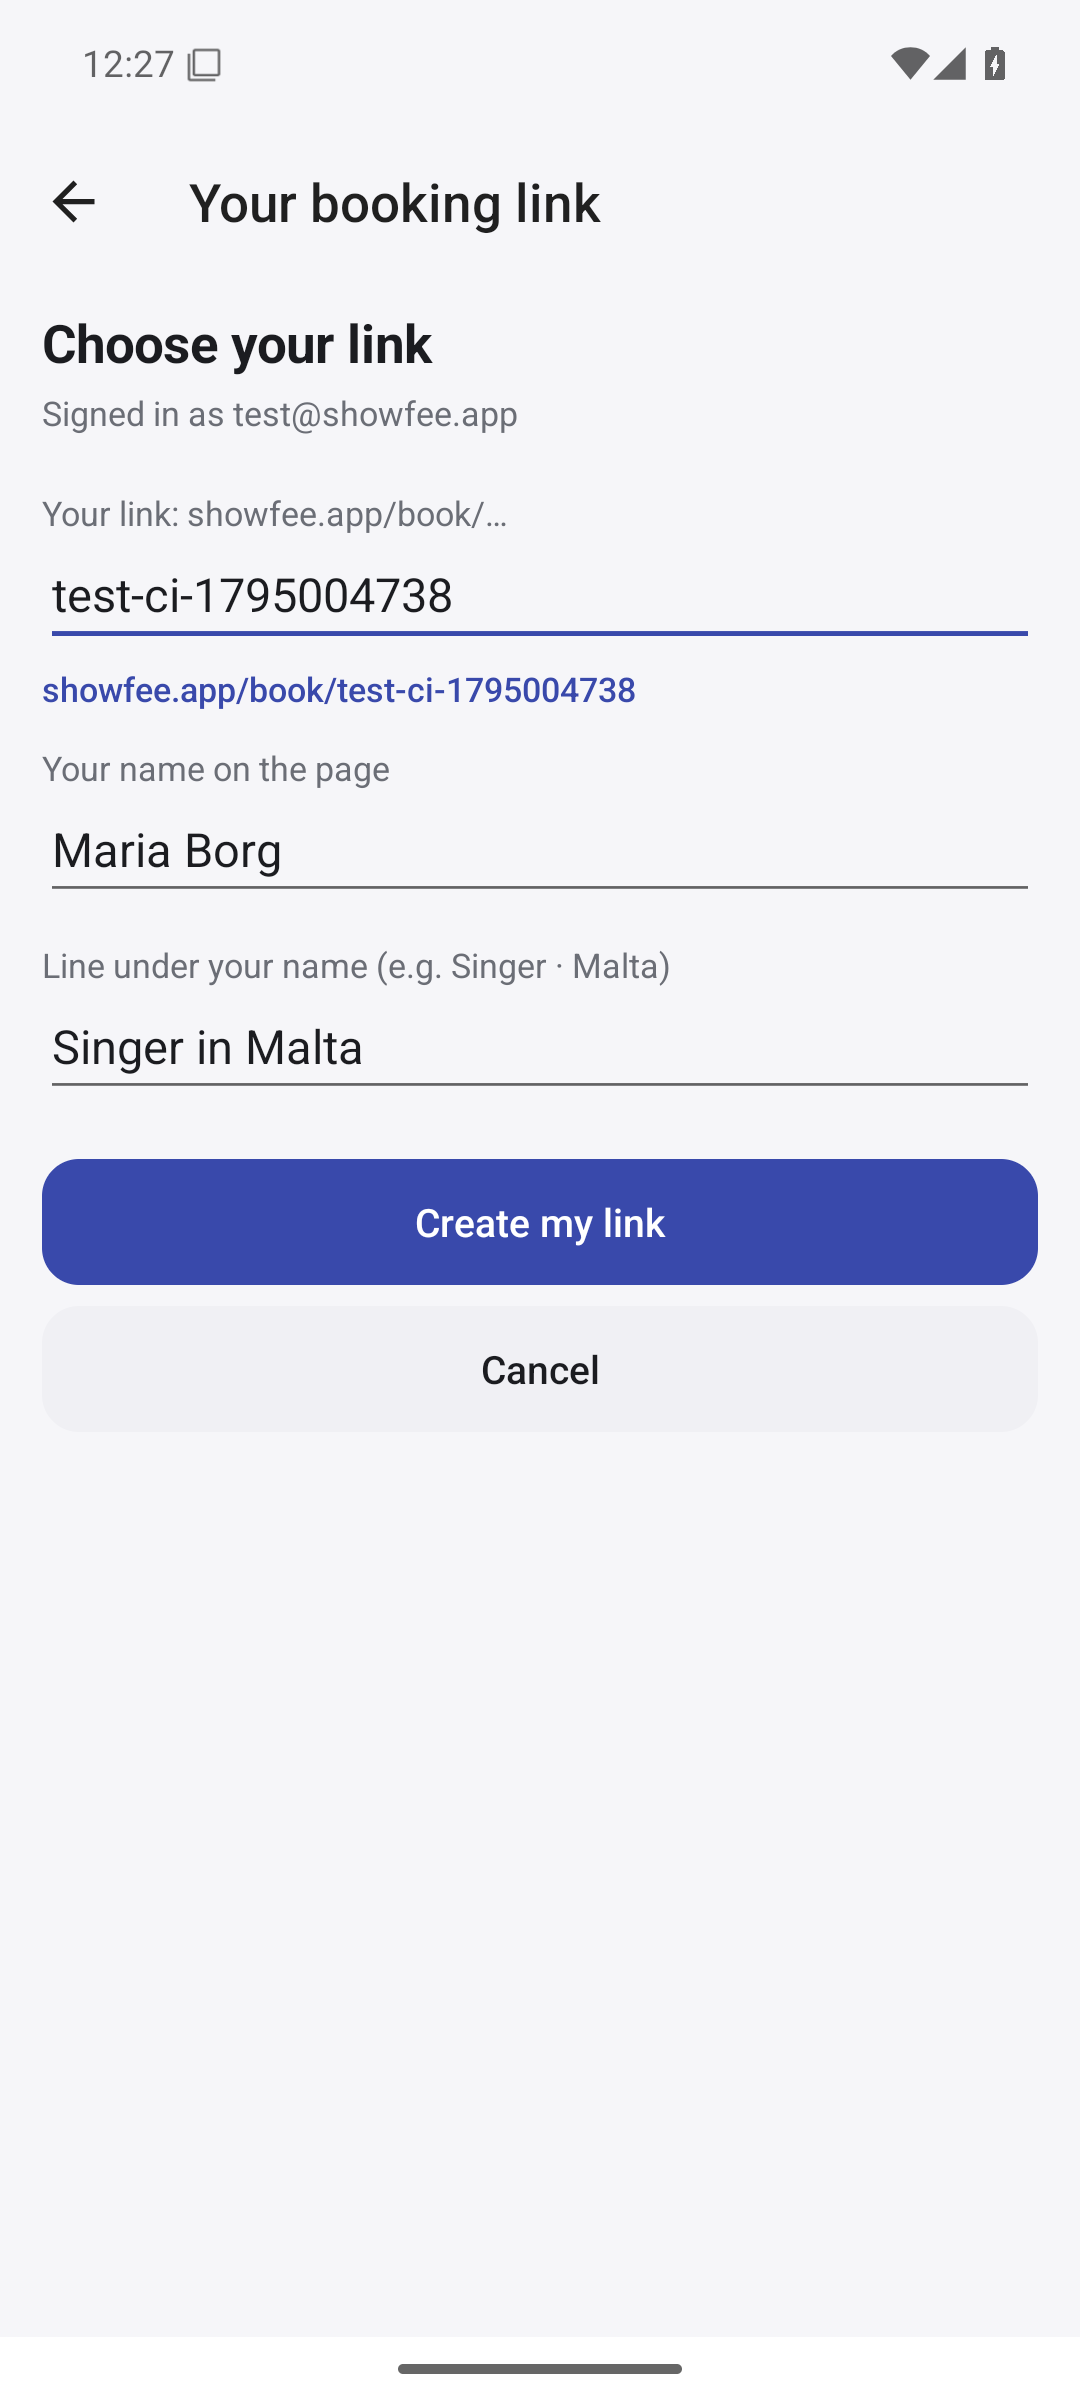 12:27
Your booking link
Choose your link
Signed in as test@showfee.app
Your link: showfee.app/book/…
test-ci-1795004738
showfee.app/book/test-ci-1795004738
Your name on the page
Maria Borg
Line under your name (e.g. Singer · Malta)
Singer in Malta
Create my link
Cancel